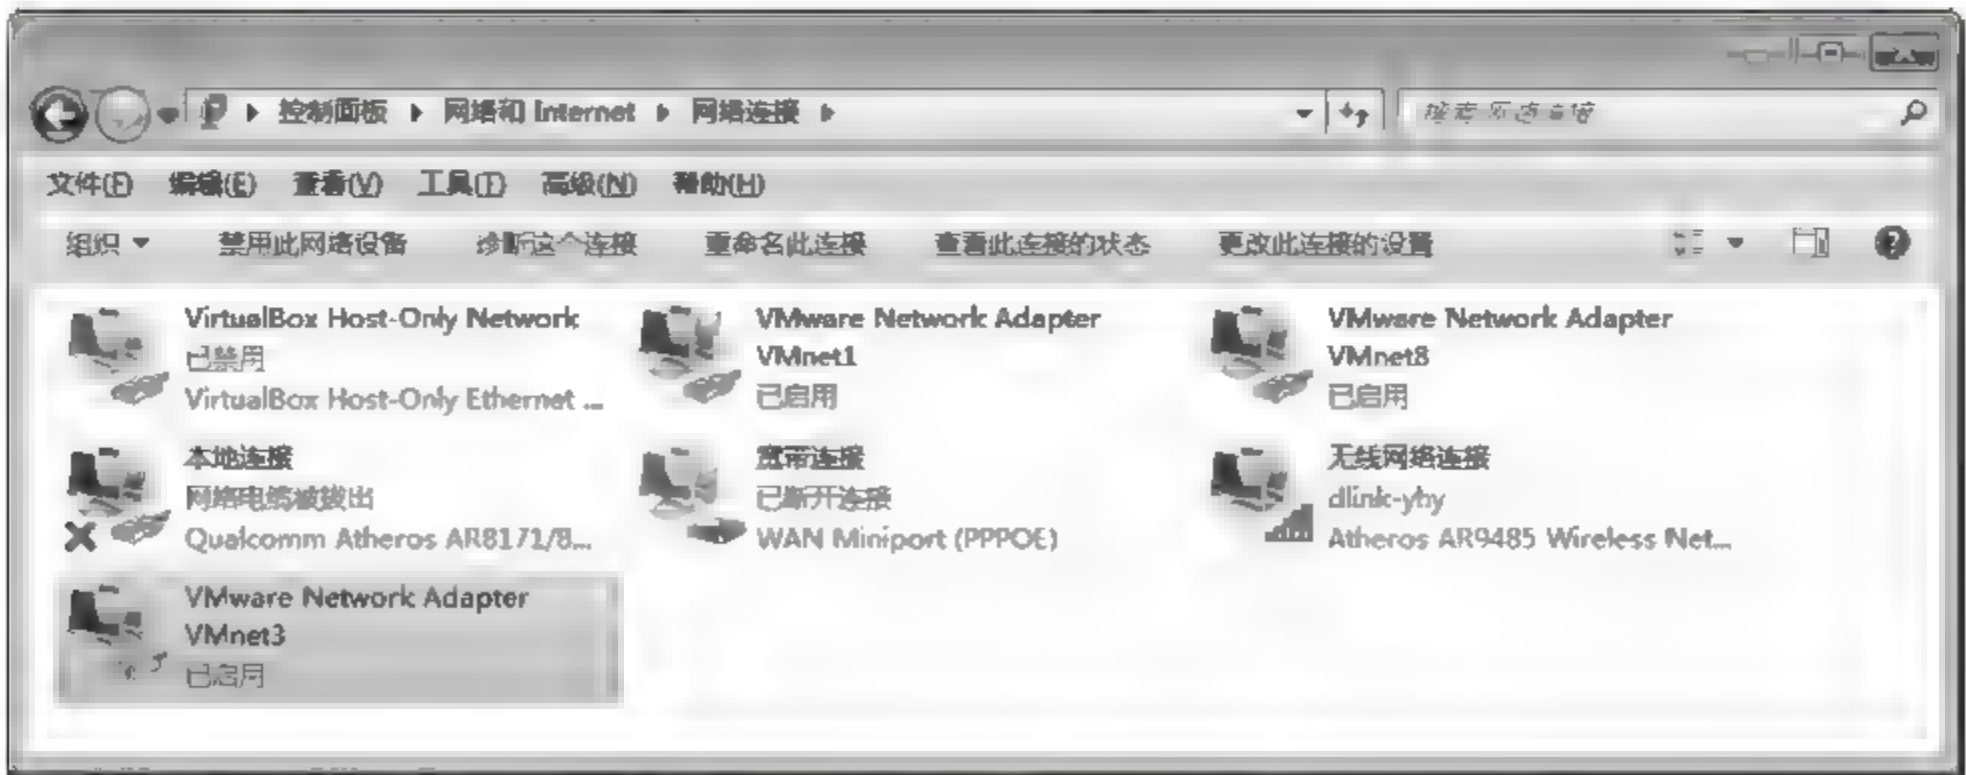 控制面板 网络和 Internet 网络连接 搜索 网络连接
文件(F) 编辑(E) 查看(V) 工具(T) 高级(N) 帮助(H)
组织 禁用此网络设备 诊断这个连接 重命名此连接 查看此连接的状态 更改此连接的设置
VirtualBox Host-Only Network
已禁用
VirtualBox Host-Only Ethernet ...
VMware Network Adapter
VMnet1
已启用
VMware Network Adapter
VMnet8
已启用
本地连接
网络电缆被拔出
Qualcomm Atheros AR8171/8...
宽带连接
已断开连接
WAN Miniport (PPPOE)
无线网络连接
dlink-yhy
Atheros AR9485 Wireless Net...
VMware Network Adapter
VMnet3
已启用